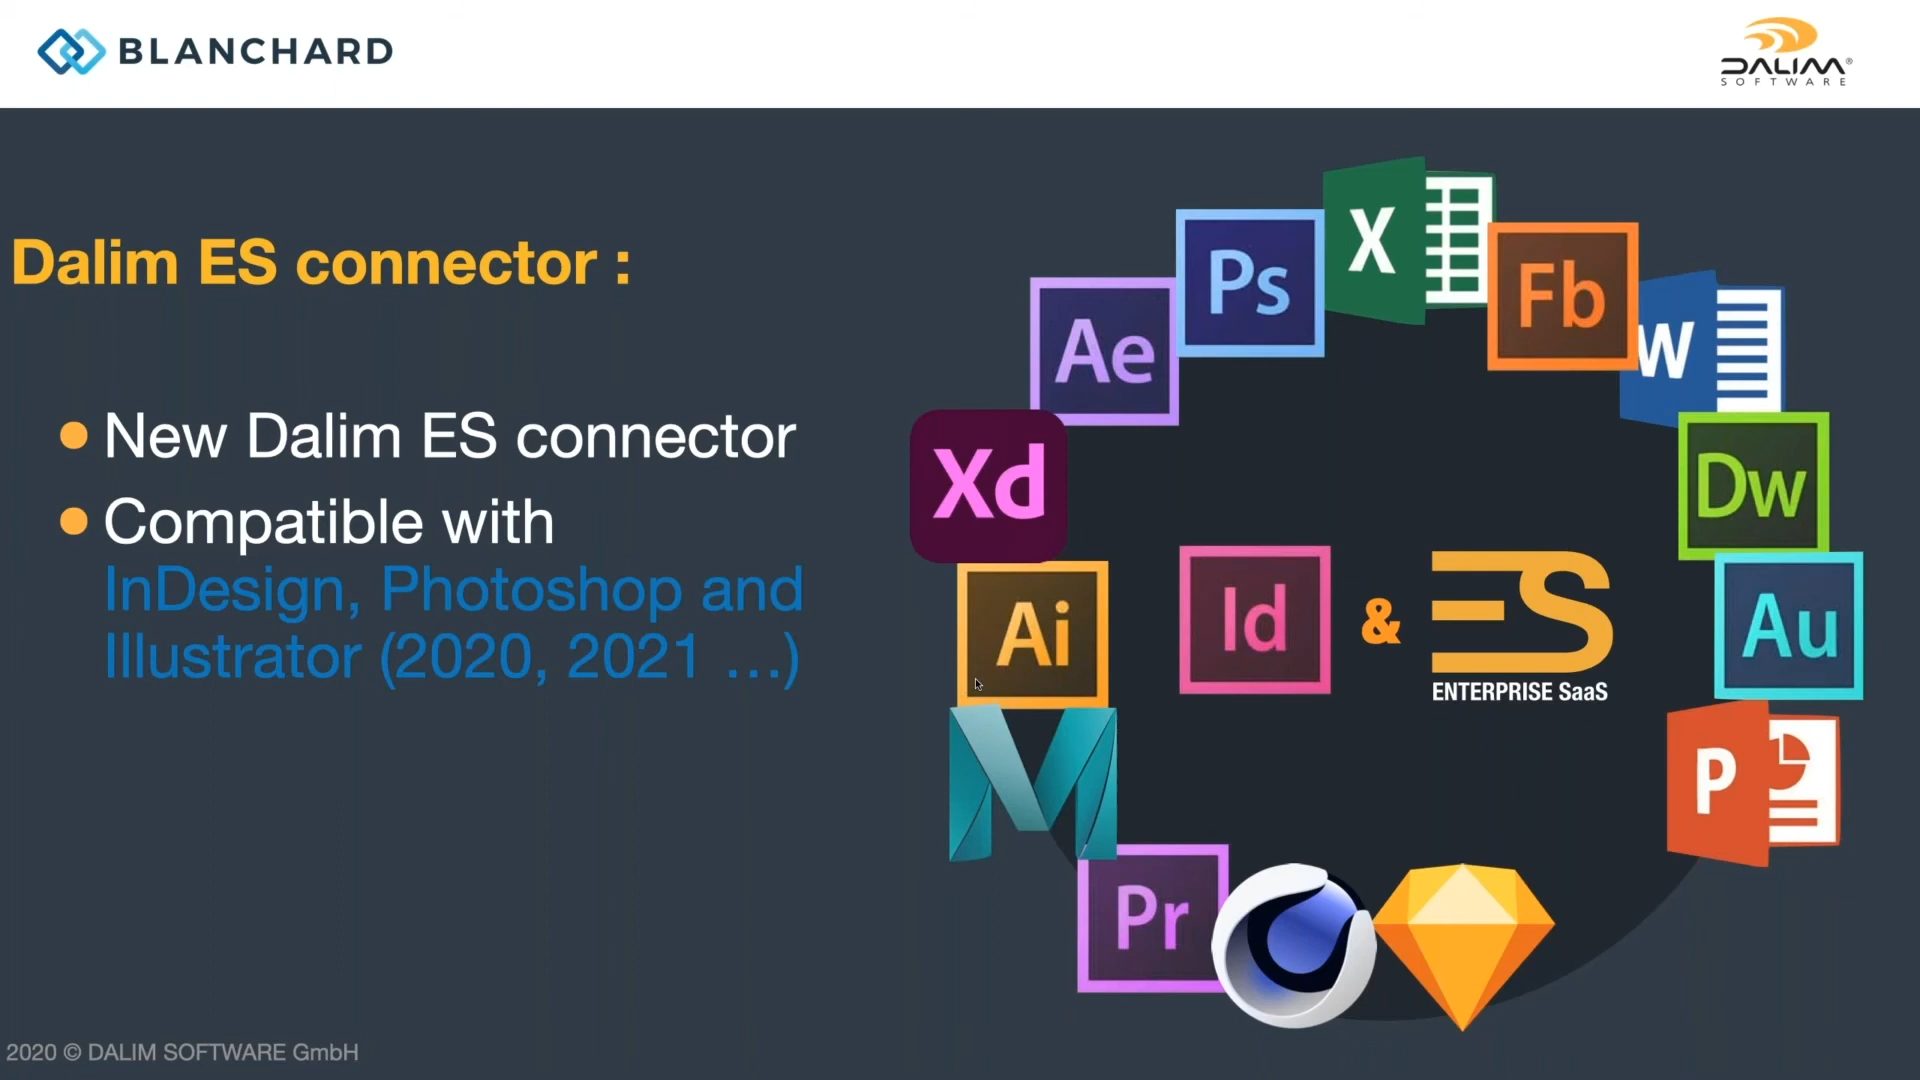 BLANCHARD
DALIM®
SOFTWARE
Dalim ES connector :
New Dalim ES connector
Compatible with
InDesign, Photoshop and
Illustrator (2020, 2021 ...)
X
Ps
Fb
Ae
W
Xd
Dw
Ai
Id & ES
ENTERPRISE SaaS
Au
P
M
Pr
2020 © DALIM SOFTWARE GmbH